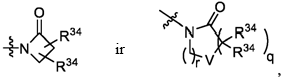 O
R34
N
R34
ir
O
N
R34
R34
( )r V ( )q
,